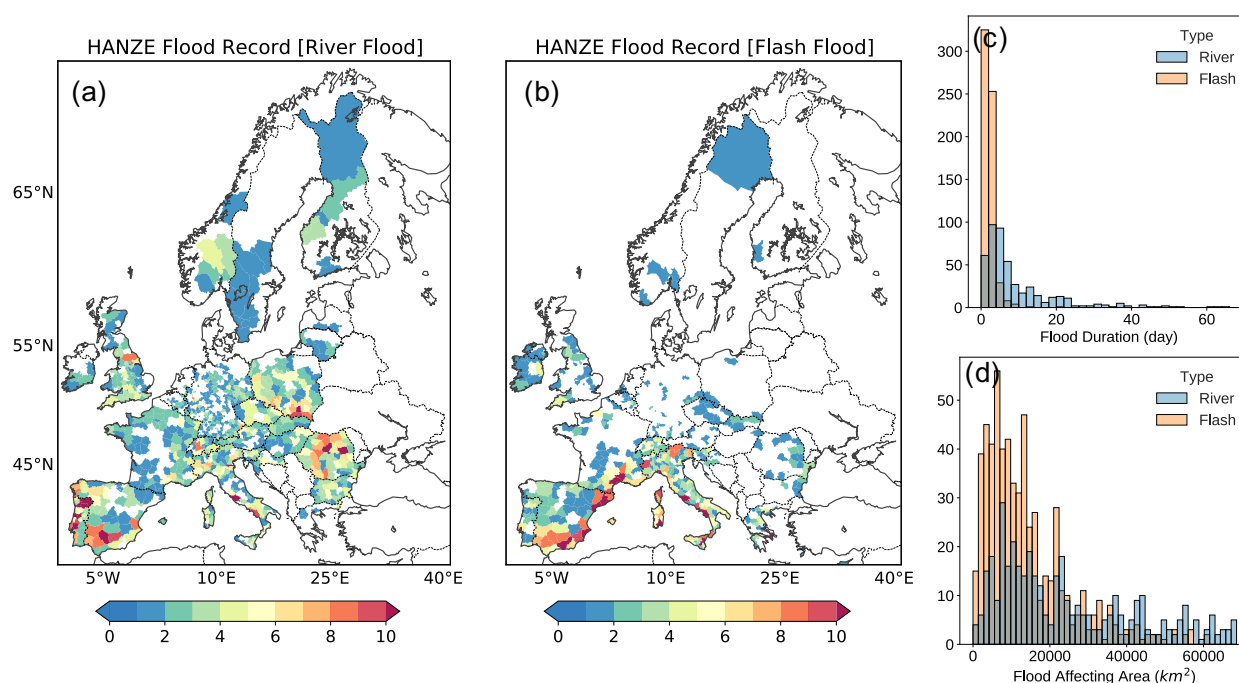 HANZE Flood Record [River Flood]
(a)
65°N
55°N
45°N
5°W 10°E 25°E 40°E
0 2 4 6 8 10
HANZE Flood Record [Flash Flood]
(b)
5°W 10°E 25°E 40°E
0 2 4 6 8 10
(c)
Type
River
Flash
300
250
200
150
100
50
0
0 20 40 60
Flood Duration (day)
(d)
Type
River
Flash
50
40
30
20
10
0
0 20000 40000 60000
Flood Affecting Area (km²)